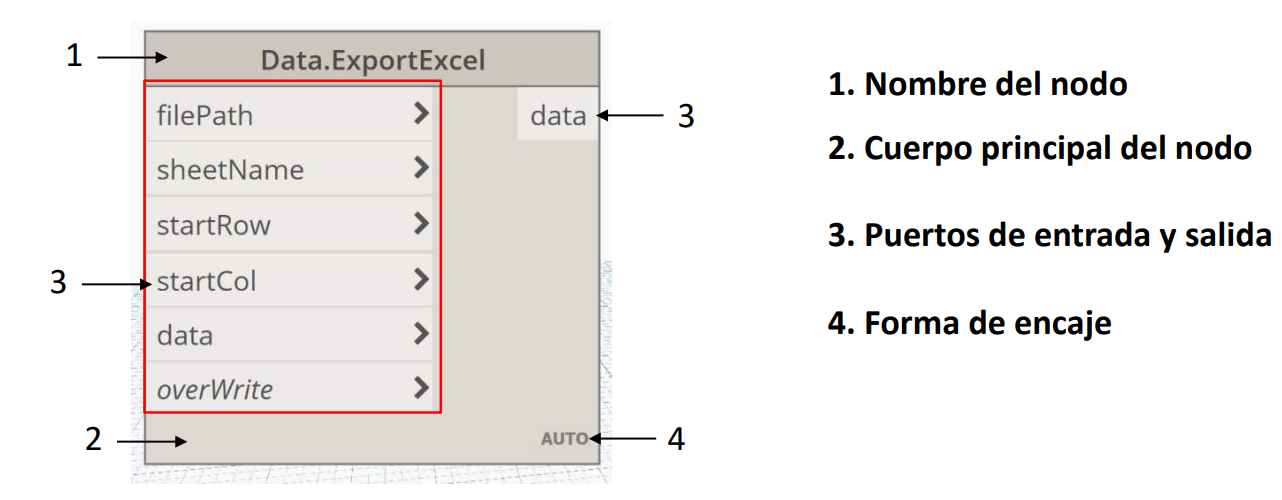 1
Data.ExportExcel
filePath
data
3
sheetName
startRow
3
startCol
data
overWrite
2
AUTO
4
1. Nombre del nodo
2. Cuerpo principal del nodo
3. Puertos de entrada y salida
4. Forma de encaje